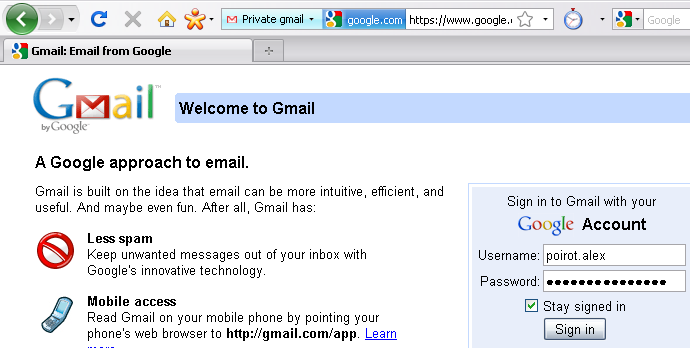 Private gmail
google.com
https://www.google.
Google
Gmail: Email from Google
Gmail™
by Google™
Welcome to Gmail
A Google approach to email.
Gmail is built on the idea that email can be more intuitive, efficient, and
useful. And maybe even fun. After all, Gmail has:
Less spam
Keep unwanted messages out of your inbox with
Google's innovative technology.
Mobile access
Read Gmail on your mobile phone by pointing your
phone's web browser to http://gmail.com/app. Learn
Sign in to Gmail with your
Google Account
Username: poirot.alex
Password: ●●●●●●●●●●●●●●●
Stay signed in
Sign in